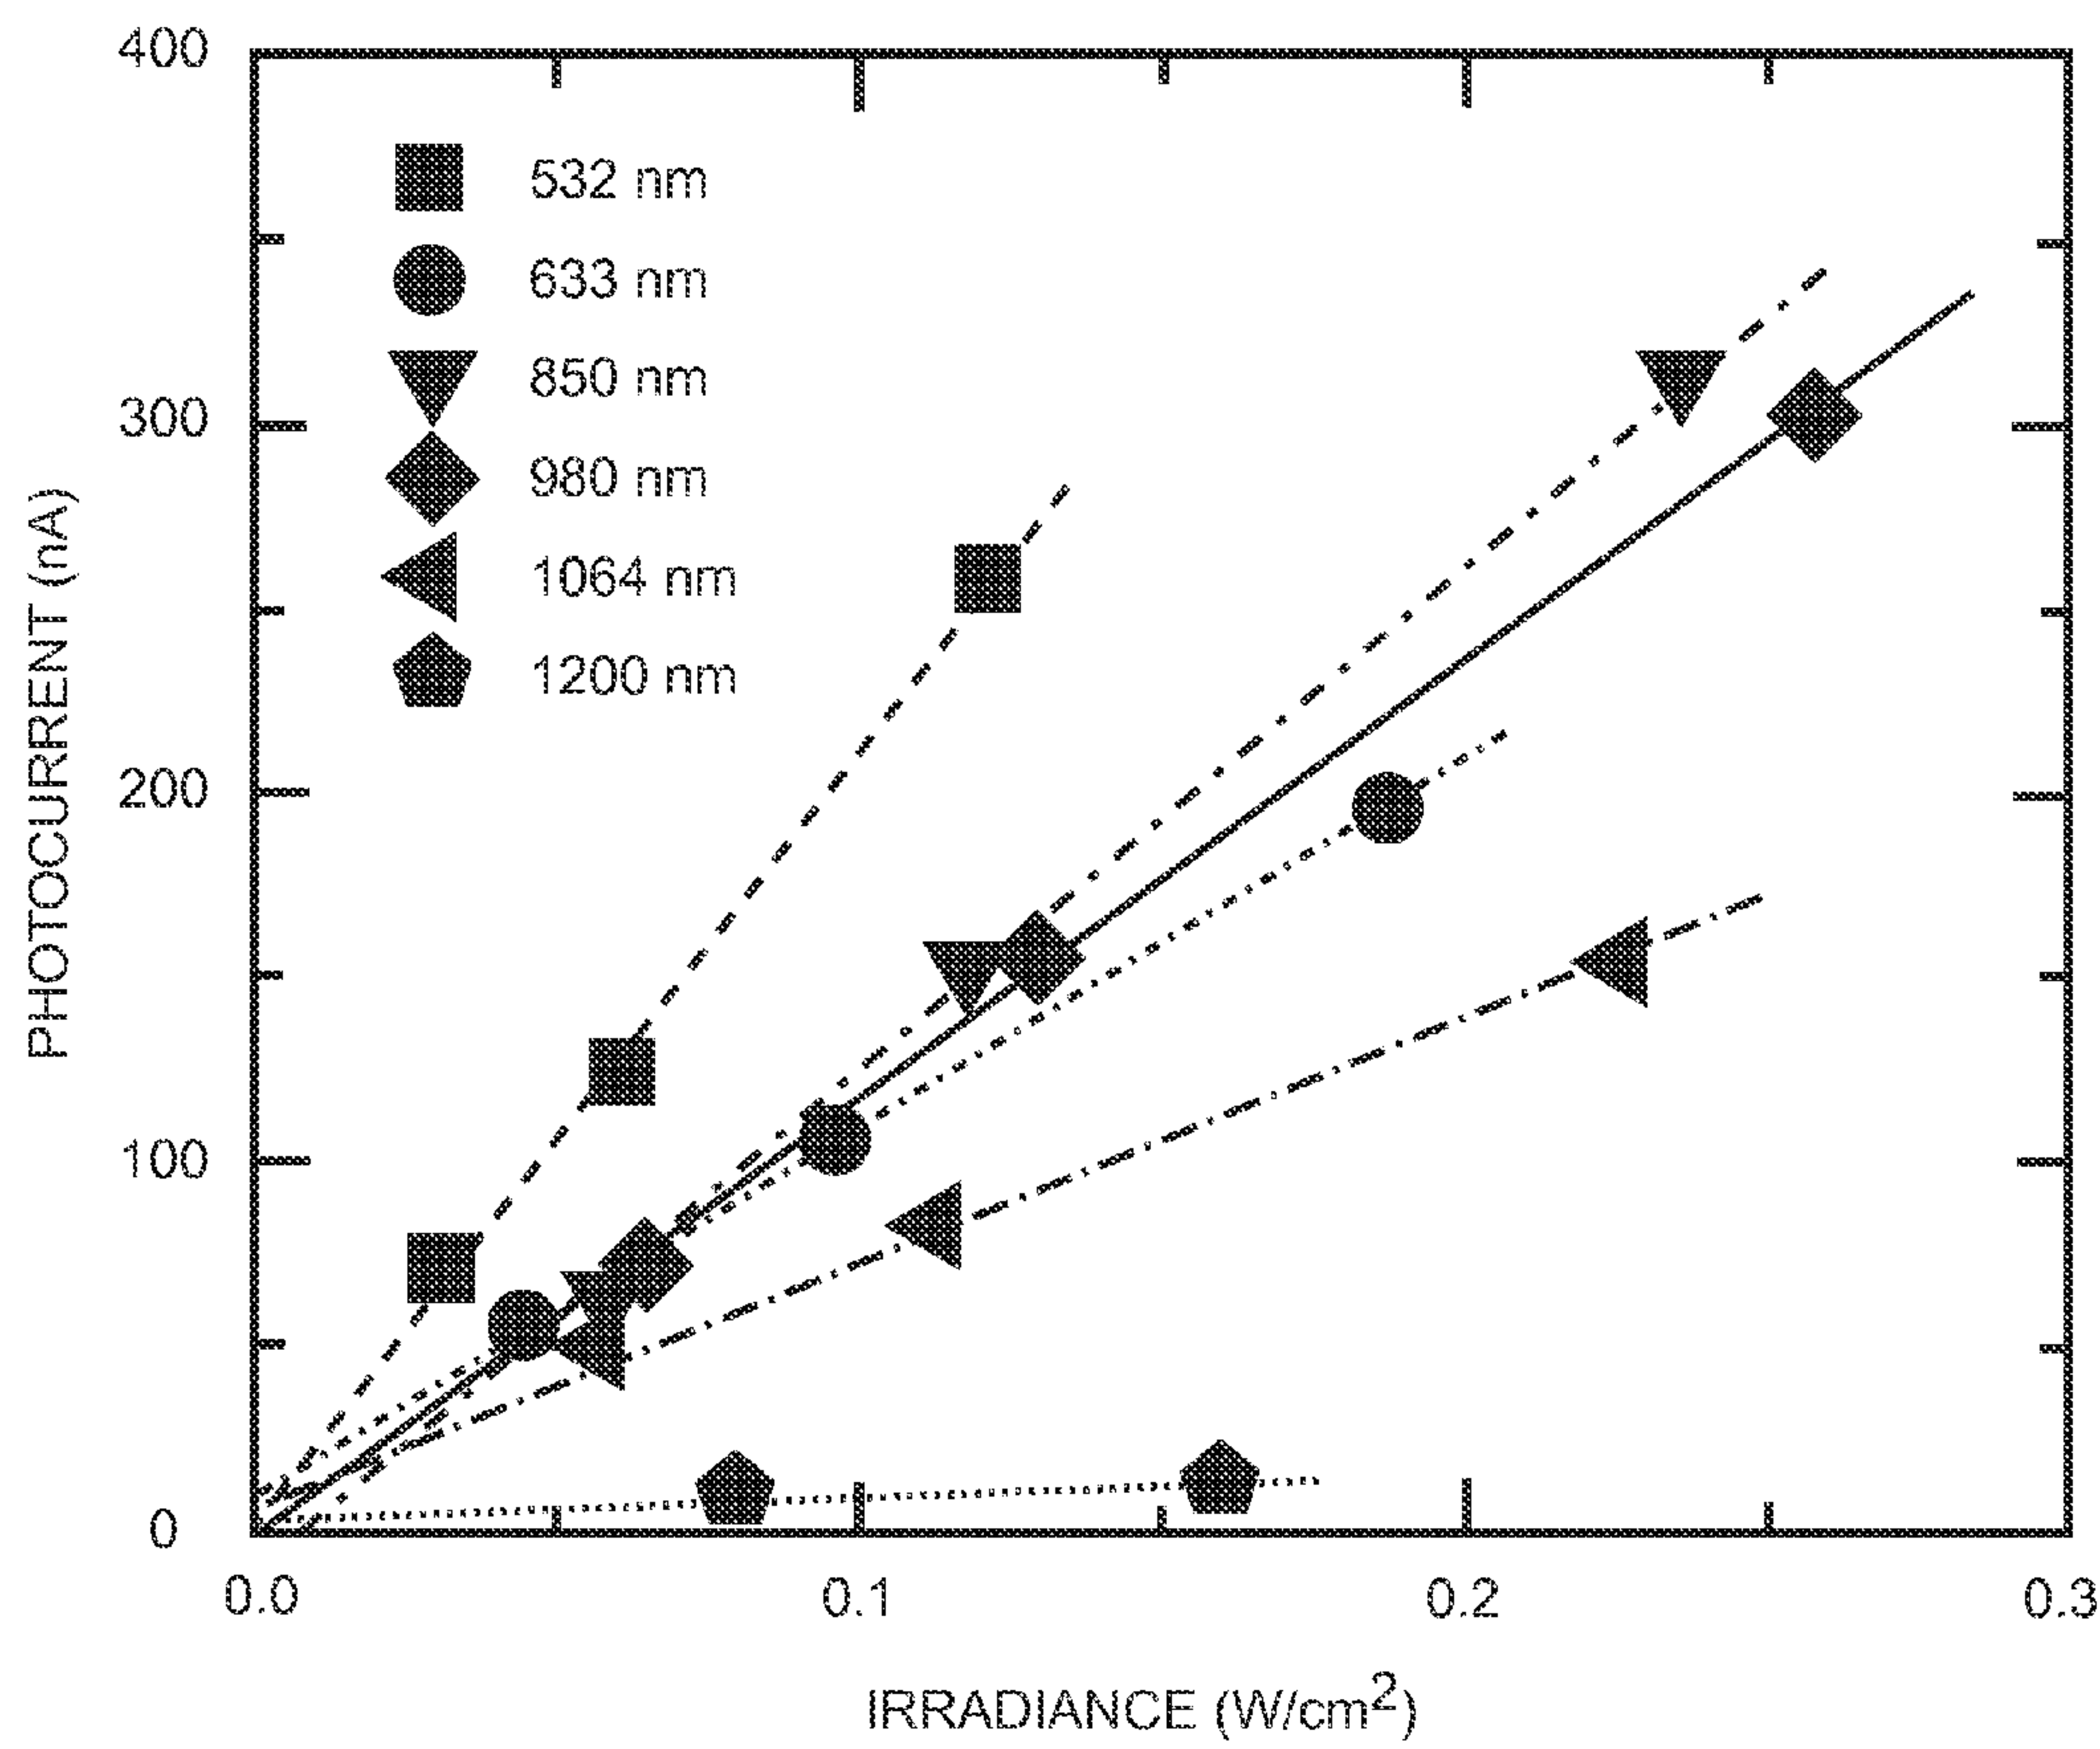 400
300
200
100
0
PHOTOCURRENT (nA)
532 nm
633 nm
850 nm
980 nm
1064 nm
1200 nm
0.0
0.1
0.2
0.3
IRRADIANCE (W/cm²)